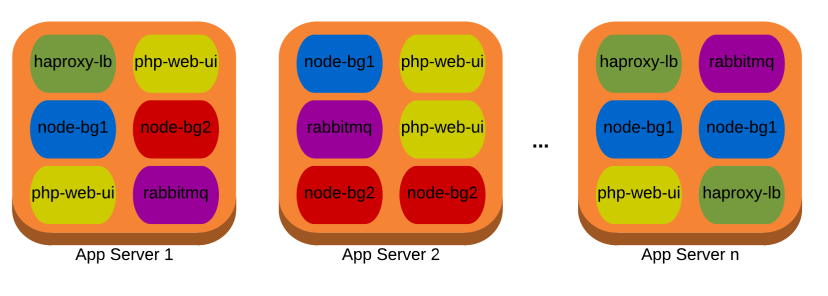 haproxy-lb php-web-ui
node-bg1 node-bg2
php-web-ui rabbitmq
App Server 1
node-bg1 php-web-ui
rabbitmq php-web-ui
node-bg2 node-bg2
App Server 2
...
haproxy-lb rabbitmq
node-bg1 node-bg1
php-web-ui haproxy-lb
App Server n